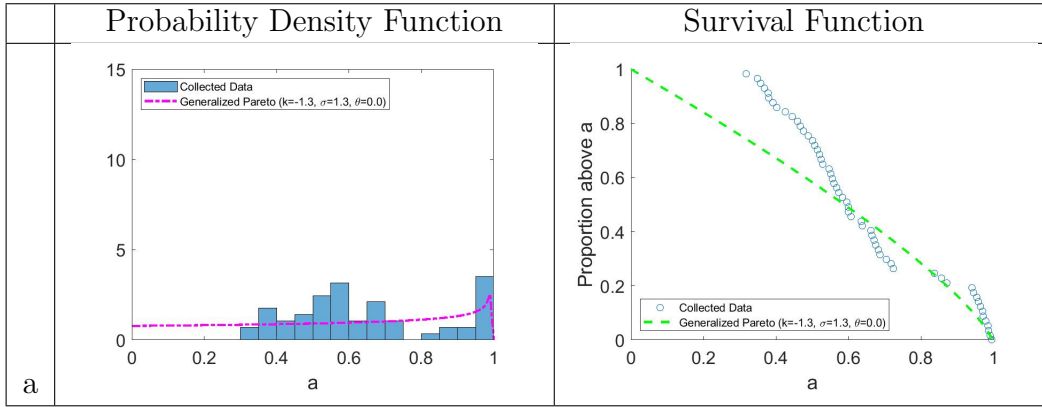 Probability Density Function
Survival Function
a
15
10
5
0
0
0.2
0.4
0.6
0.8
1
a
Collected Data
Generalized Pareto (k=-1.3, σ=1.3, θ=0.0)
Proportion above a
1
0.8
0.6
0.4
0.2
0
0
0.2
0.4
0.6
0.8
1
a
Collected Data
Generalized Pareto (k=-1.3, σ=1.3, θ=0.0)